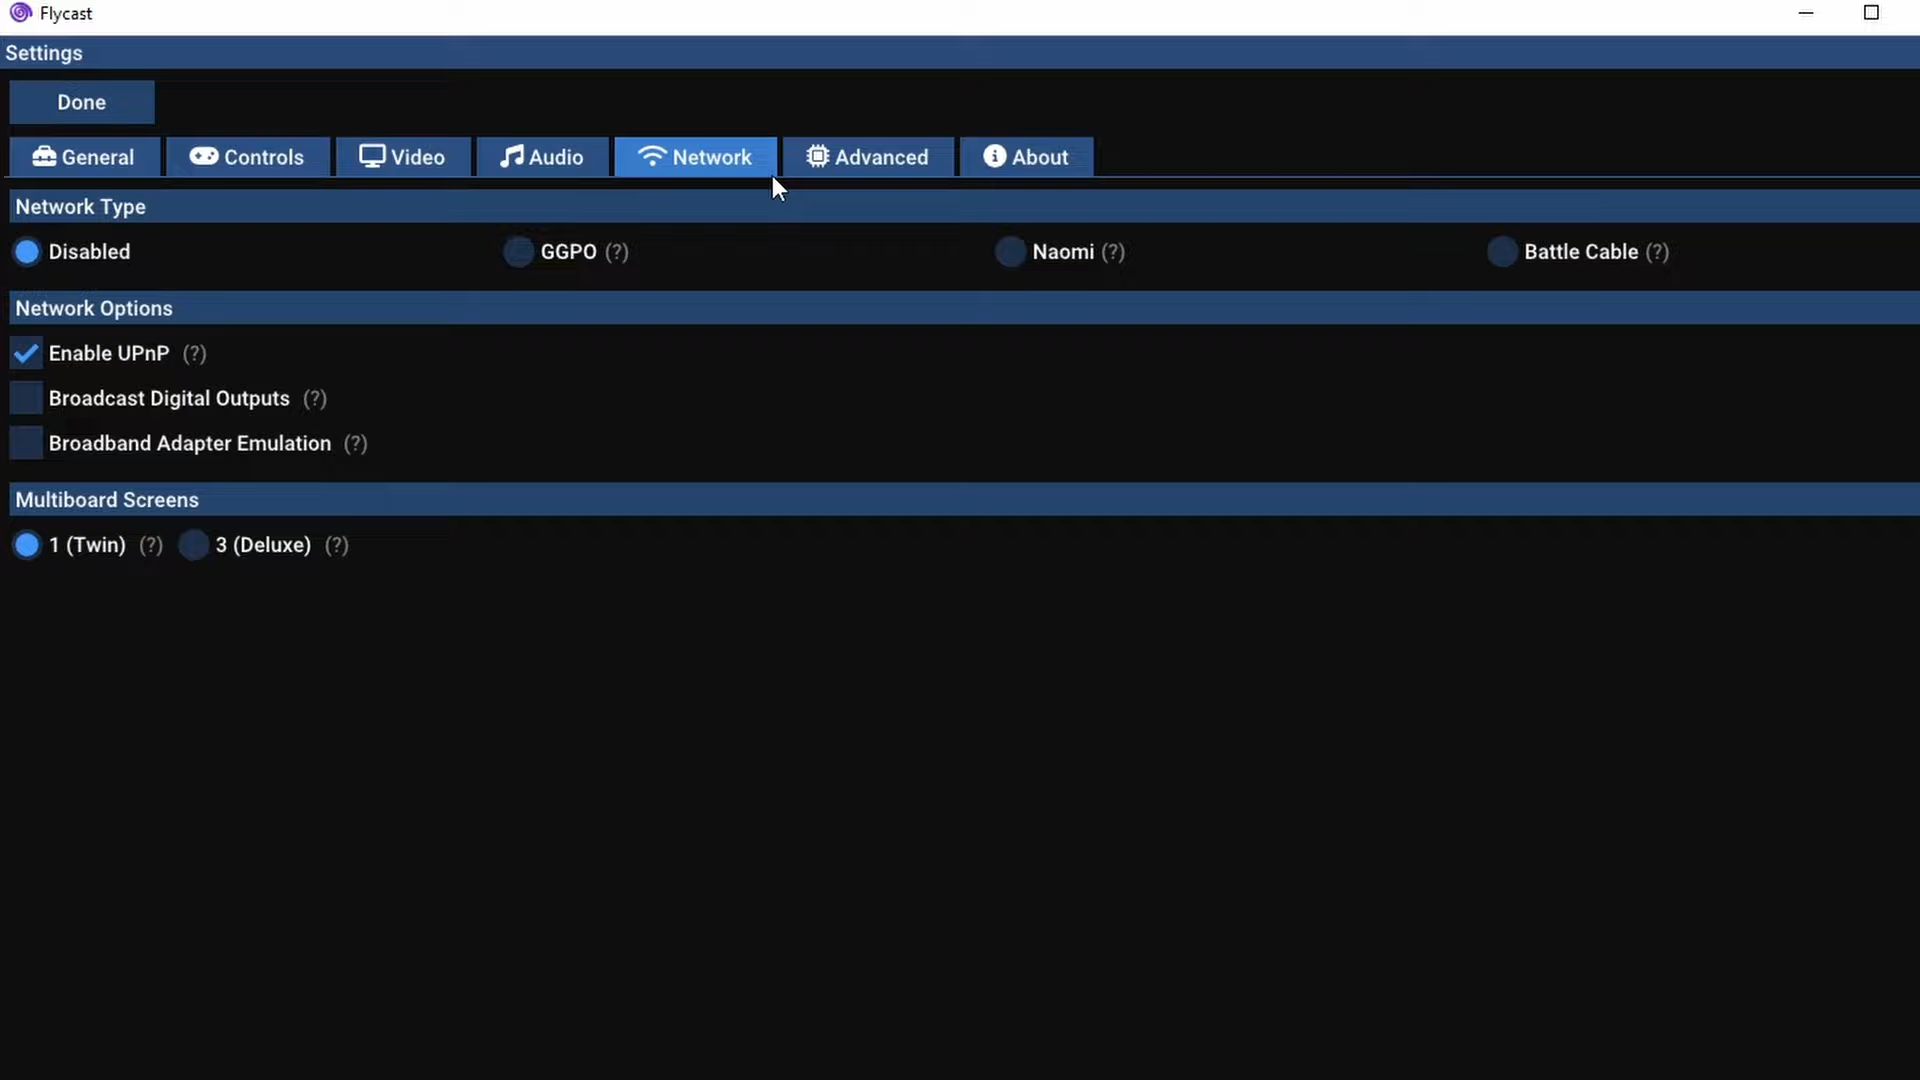 Flycast
Settings
Done
General Controls Video Audio Network Advanced About
Network Type
Disabled GGPO (?) Naomi (?) Battle Cable (?)
Network Options
Enable UPnP (?)
Broadcast Digital Outputs (?)
Broadband Adapter Emulation (?)
Multiboard Screens
1 (Twin) (?) 3 (Deluxe) (?)